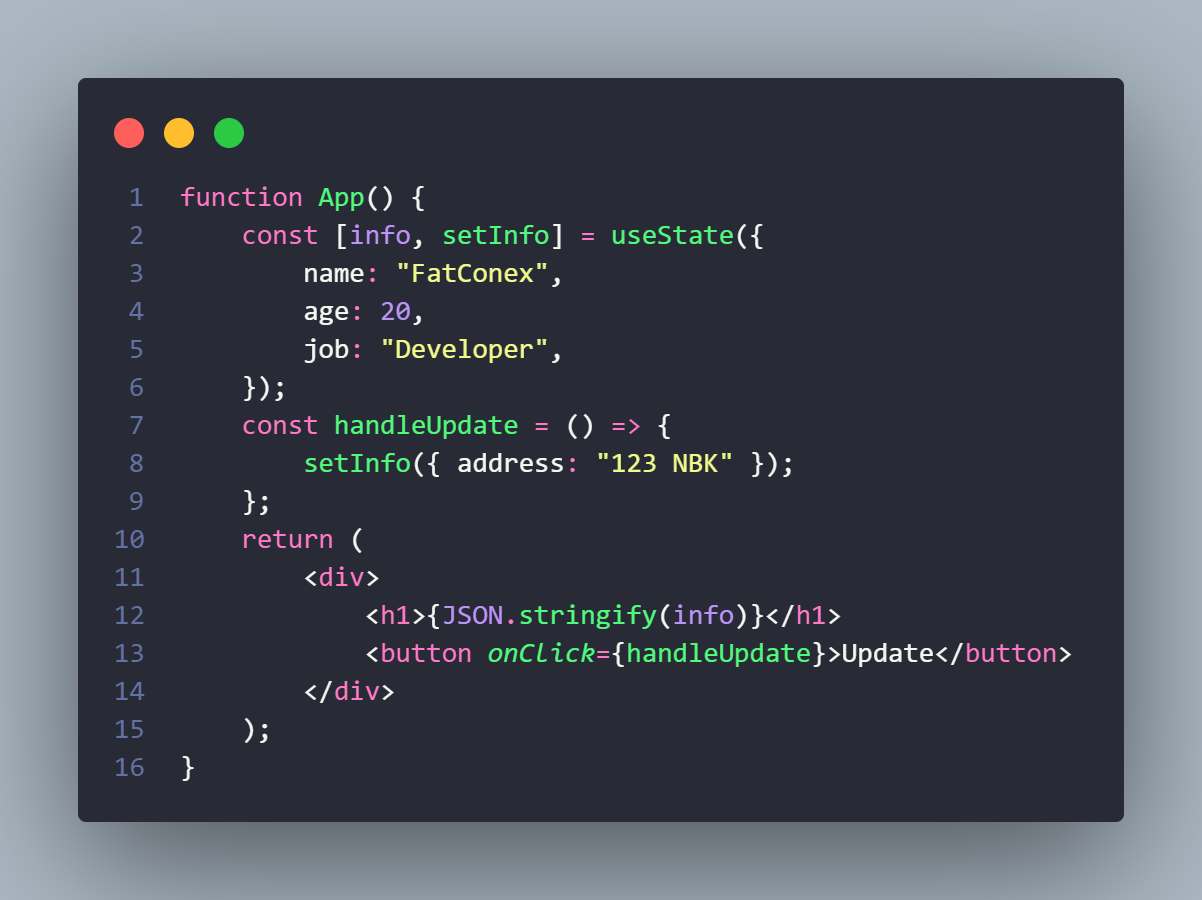 1 function App() {
2     const [info, setInfo] = useState({
3         name: "FatConex",
4         age: 20,
5         job: "Developer",
6     });
7     const handleUpdate = () => {
8         setInfo({ address: "123 NBK" });
9     };
10     return (
11         <div>
12             <h1>{JSON.stringify(info)}</h1>
13             <button onClick={handleUpdate}>Update</button>
14         </div>
15     );
16 }